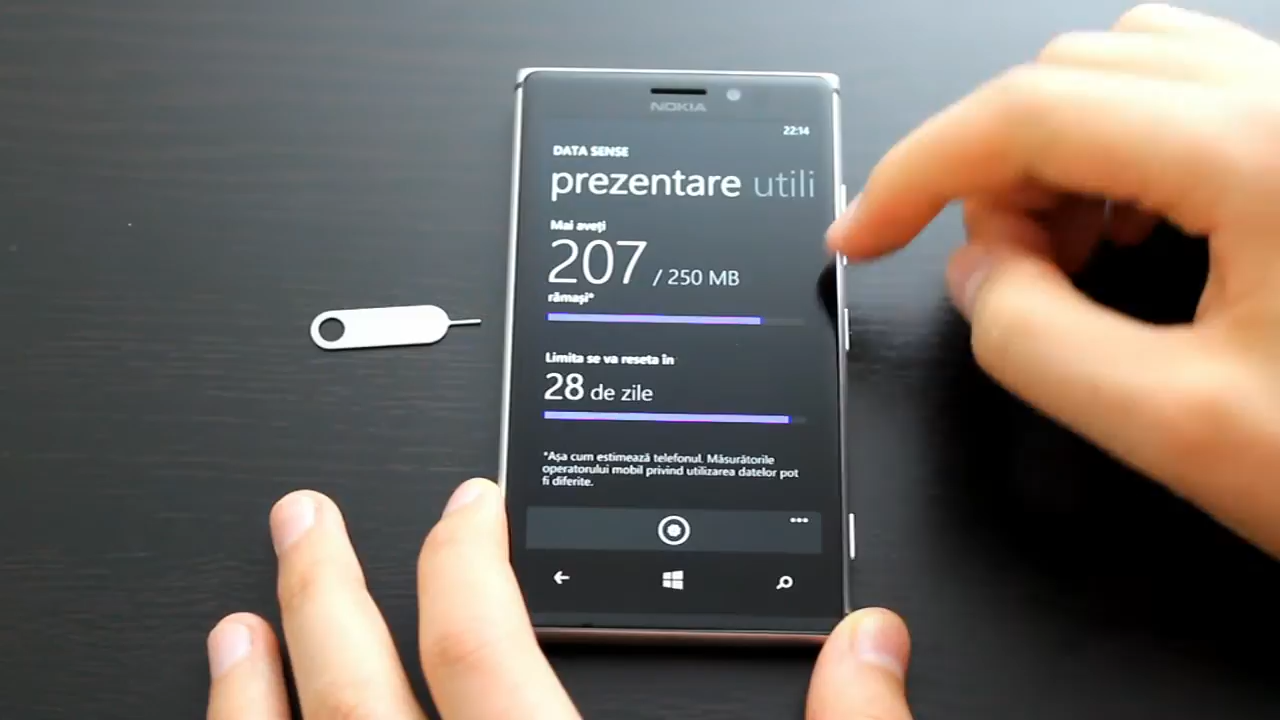 NOKIA
22:14
DATA SENSE
prezentare utili
Mai aveți
207 / 250 MB
rămași*
Limita se va reseta în
28 de zile
*Așa cum estimează telefonul. Măsurătorile
operatorului mobil privind utilizarea datelor pot
fi diferite.